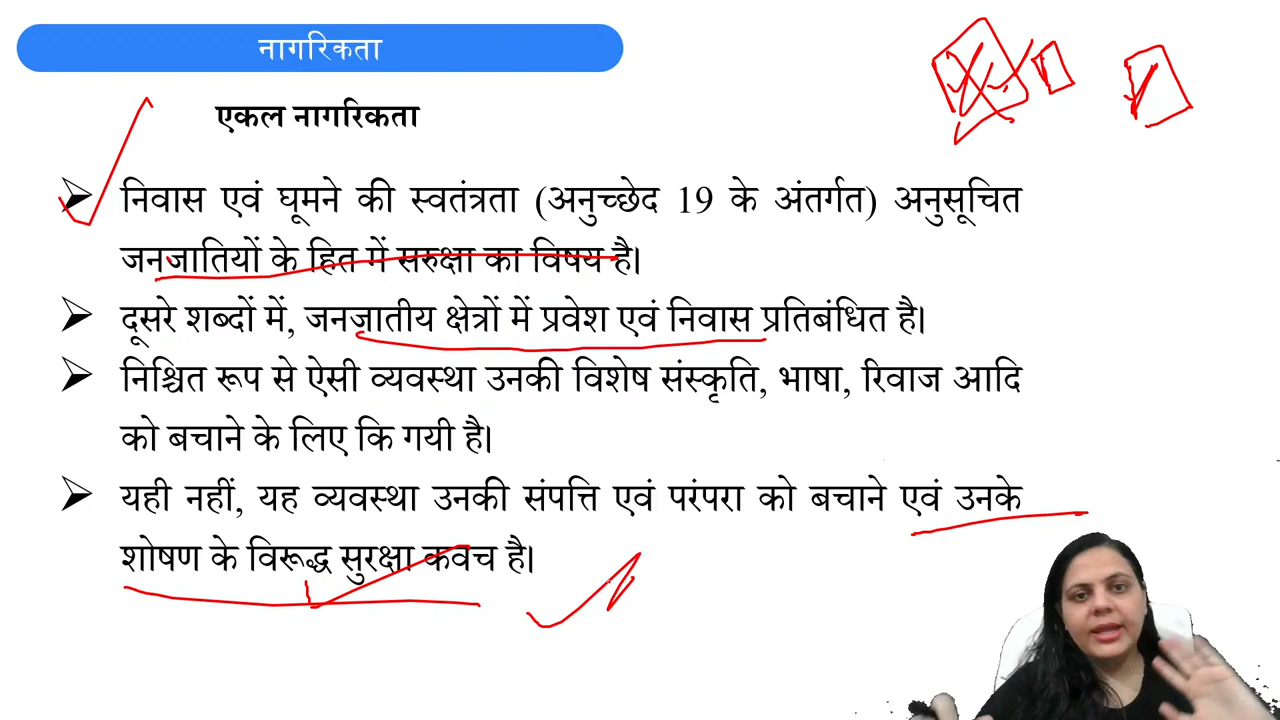 नागरिकता
एकल नागरिकता
➢ निवास एवं घूमने की स्वतंत्रता (अनुच्छेद 19 के अंतर्गत) अनुसूचित
जनजातियों के हित में सरुक्षा का विषय है।
➢ दूसरे शब्दों में, जनजातीय क्षेत्रों में प्रवेश एवं निवास प्रतिबंधित है।
➢ निश्चित रूप से ऐसी व्यवस्था उनकी विशेष संस्कृति, भाषा, रिवाज आदि
को बचाने के लिए कि गयी है।
➢ यही नहीं, यह व्यवस्था उनकी संपत्ति एवं परंपरा को बचाने एवं उनके
शोषण के विरूद्ध सुरक्षा कवच है।